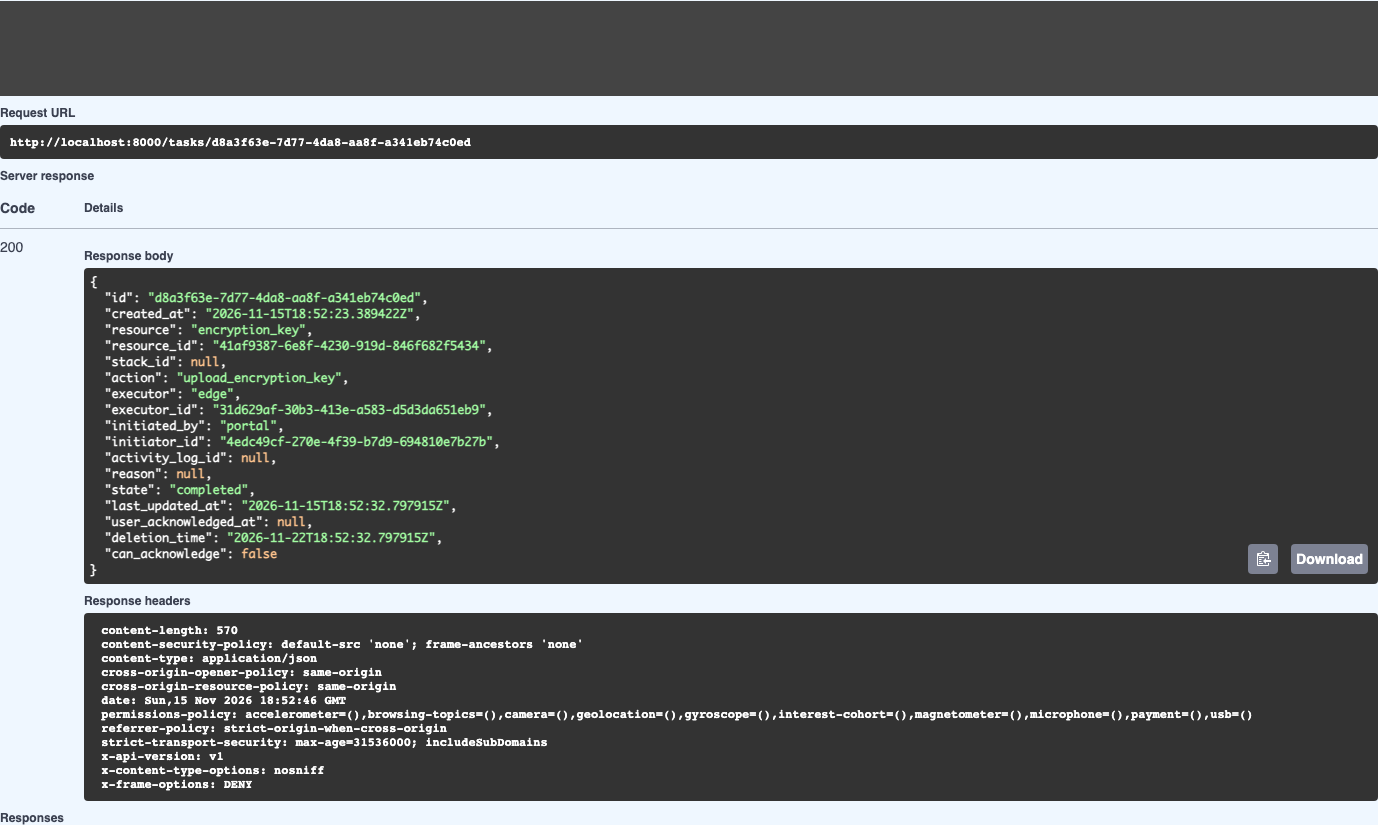 Request URL
http://localhost:8000/tasks/d8a3f63e-7d77-4da8-aa8f-a341eb74c0ed
Server response
Code Details
200
Response body
{
"id": "d8a3f63e-7d77-4da8-aa8f-a341eb74c0ed",
"created_at": "2026-11-15T18:52:23.389422Z",
"resource": "encryption_key",
"resource_id": "41af9387-6e8f-4230-919d-846f682f5434",
"stack_id": null,
"action": "upload_encryption_key",
"executor": "edge",
"executor_id": "31d629af-30b3-413e-a583-d5d3da651eb9",
"initiated_by": "portal",
"initiator_id": "4edc49cf-270e-4f39-b7d9-694810e7b27b",
"activity_log_id": null,
"reason": null,
"state": "completed",
"last_updated_at": "2026-11-15T18:52:32.797915Z",
"user_acknowledged_at": null,
"deletion_time": "2026-11-22T18:52:32.797915Z",
"can_acknowledge": false
}
Download
Response headers
content-length: 570
content-security-policy: default-src 'none'; frame-ancestors 'none'
content-type: application/json
cross-origin-opener-policy: same-origin
cross-origin-resource-policy: same-origin
date: Sun,15 Nov 2026 18:52:46 GMT
permissions-policy: accelerometer=(),browsing-topics=(),camera=(),geolocation=(),gyroscope=(),interest-cohort=(),magnetometer=(),microphone=(),payment=(),usb=()
referrer-policy: strict-origin-when-cross-origin
strict-transport-security: max-age=31536000; includeSubDomains
x-api-version: v1
x-content-type-options: nosniff
x-frame-options: DENY
Responses